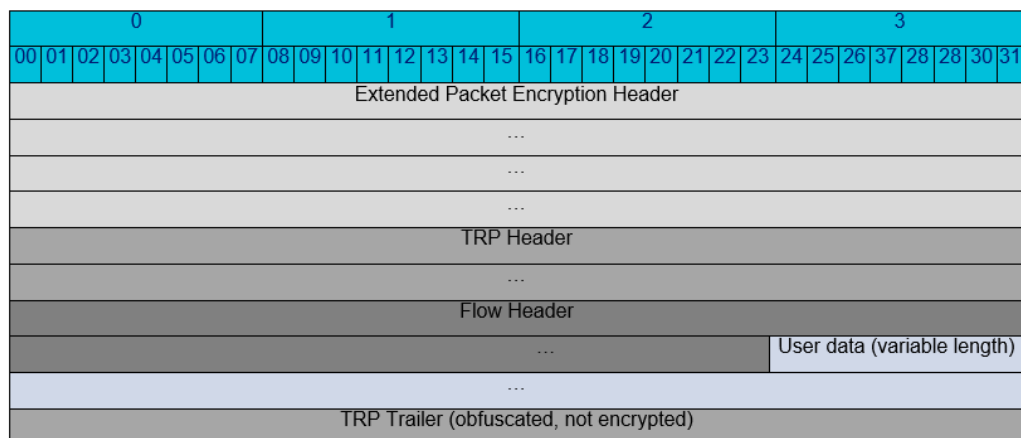 0 1 2 3
00 01 02 03 04 05 06 07 08 09 10 11 12 13 14 15 16 17 18 19 20 21 22 23 24 25 26 37 28 28 30 31
Extended Packet Encryption Header
...
...
...
TRP Header
...
Flow Header
... User data (variable length)
...
TRP Trailer (obfuscated, not encrypted)